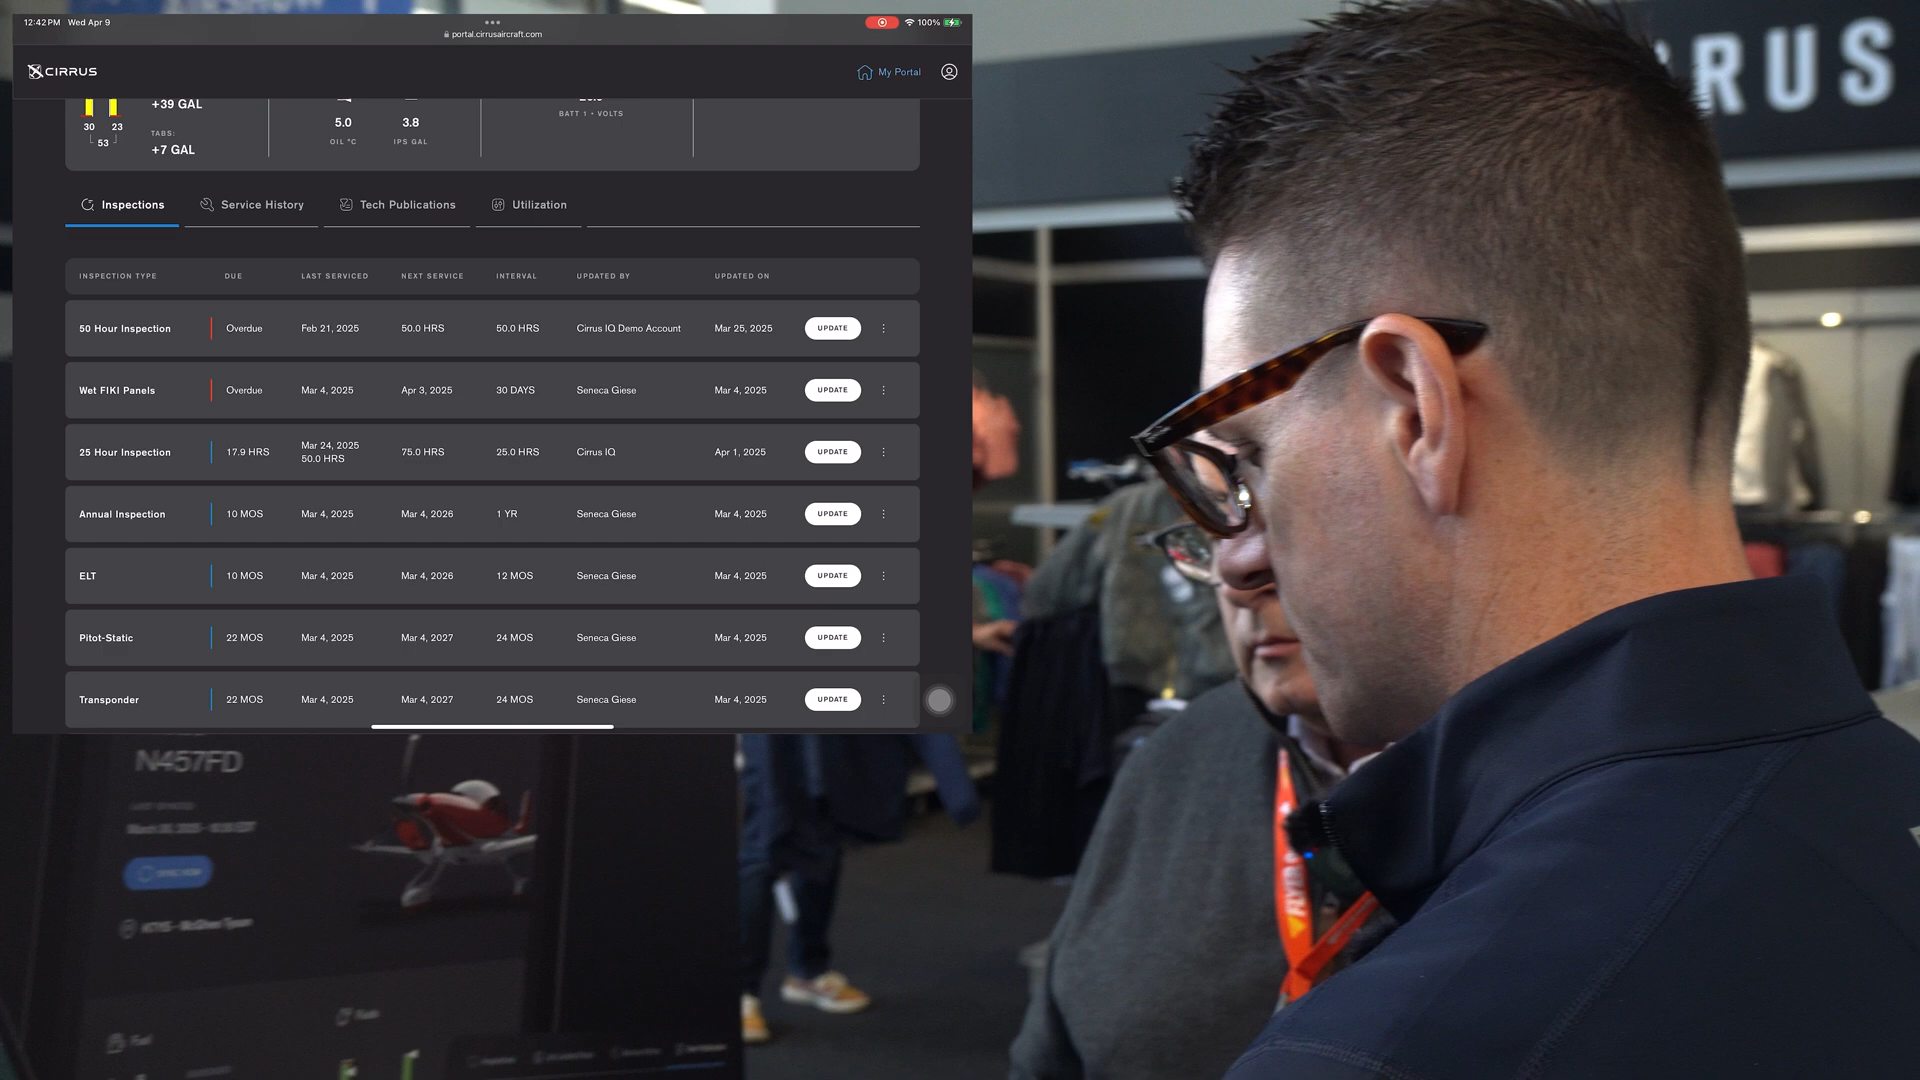 12:42 PM Wed Apr 9
100%
portal.cirrusaircraft.com
CIRRUS
My Portal
+39 GAL
30 23
53
TABS:
+7 GAL
5.0
OIL °C
3.8
IPS GAL
BATT 1 • VOLTS
Inspections Service History Tech Publications Utilization
INSPECTION TYPE DUE LAST SERVICED NEXT SERVICE INTERVAL UPDATED BY UPDATED ON
50 Hour Inspection Overdue Feb 21, 2025 50.0 HRS 50.0 HRS Cirrus IQ Demo Account Mar 25, 2025 UPDATE
Wet FIKI Panels Overdue Mar 4, 2025 Apr 3, 2025 30 DAYS Seneca Giese Mar 4, 2025 UPDATE
25 Hour Inspection 17.9 HRS Mar 24, 2025 50.0 HRS 75.0 HRS 25.0 HRS Cirrus IQ Apr 1, 2025 UPDATE
Annual Inspection 10 MOS Mar 4, 2025 Mar 4, 2026 1 YR Seneca Giese Mar 4, 2025 UPDATE
ELT 10 MOS Mar 4, 2025 Mar 4, 2026 12 MOS Seneca Giese Mar 4, 2025 UPDATE
Pitot-Static 22 MOS Mar 4, 2025 Mar 4, 2027 24 MOS Seneca Giese Mar 4, 2025 UPDATE
Transponder 22 MOS Mar 4, 2025 Mar 4, 2027 24 MOS Seneca Giese Mar 4, 2025 UPDATE
RUS
N457FD
Fuel